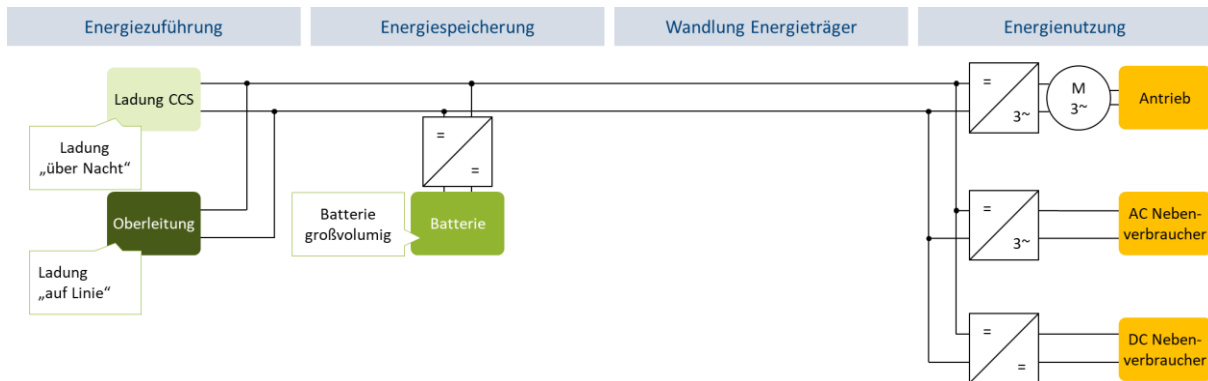 Energiezuführung
Energiespeicherung
Wandlung Energieträger
Energienutzung
Ladung CCS
Ladung
„über Nacht“
Oberleitung
Ladung
„auf Linie“
=
=
Batterie
großvolumig
Batterie
=
3~
M
3~
Antrieb
=
3~
AC Neben-
verbraucher
=
=
DC Neben-
verbraucher